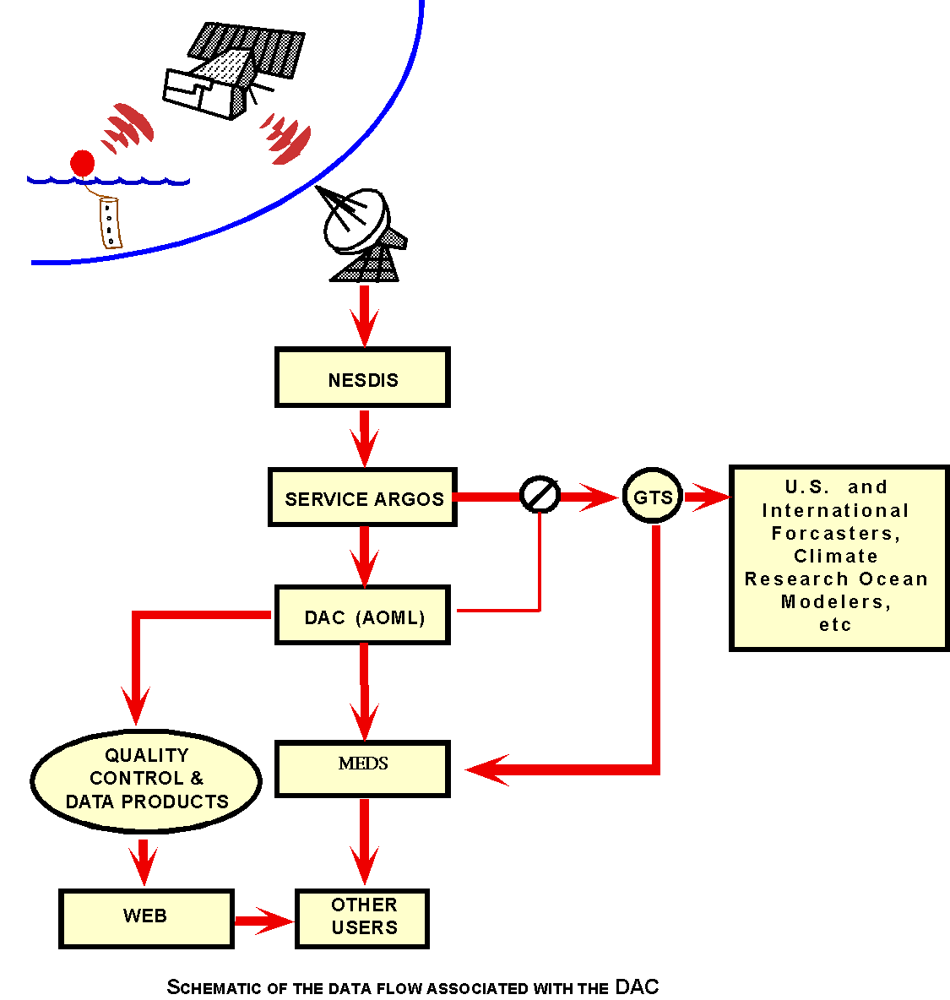 NESDIS
SERVICE ARGOS
GTS
U.S. and
International
Forcasters,
Climate
Research Ocean
Modelers,
etc
DAC (AOML)
QUALITY
CONTROL &
DATA PRODUCTS
MEDS
WEB
OTHER
USERS
SCHEMATIC OF THE DATA FLOW ASSOCIATED WITH THE DAC